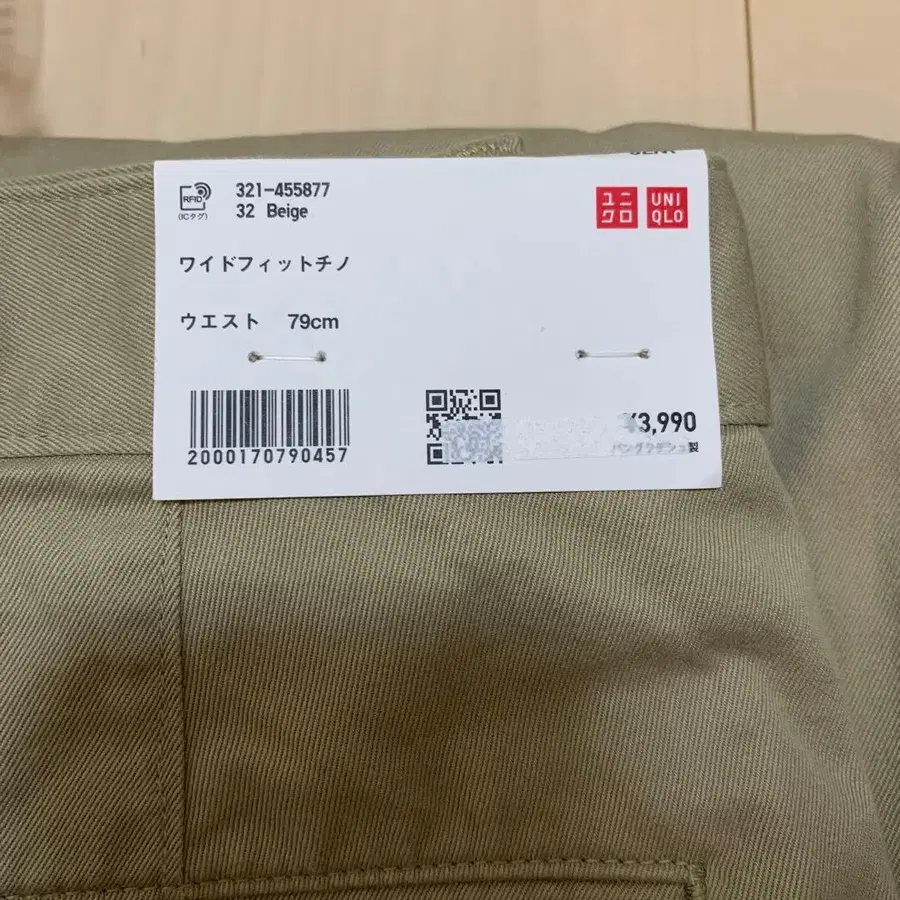 RFID
(ICタグ)
321-455877
32 Beige
ユニ
クロ
UNI
QLO
ワイドフィットチノ
ウエスト 79cm
2000170790457
¥3,990
バングラデシュ製